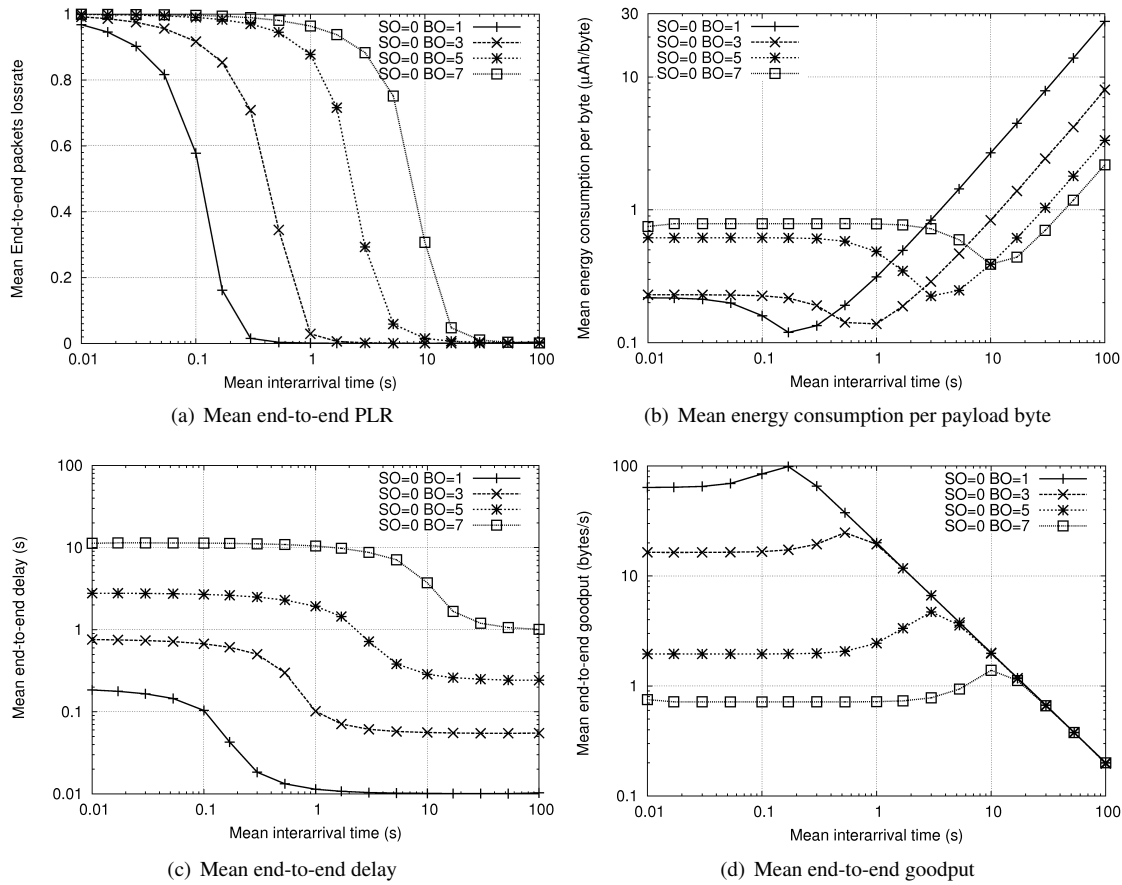 Mean End-to-end packets lossrate
1
0.8
0.6
0.4
0.2
0
0.01
0.1
1
10
100
Mean interarrival time (s)
SO=0 BO=1
SO=0 BO=3
SO=0 BO=5
SO=0 BO=7
(a) Mean end-to-end PLR
Mean energy consumption per byte (µAh/byte)
30
10
1
0.1
0.01
0.1
1
10
100
Mean interarrival time (s)
SO=0 BO=1
SO=0 BO=3
SO=0 BO=5
SO=0 BO=7
(b) Mean energy consumption per payload byte
Mean end-to-end delay (s)
100
10
1
0.1
0.01
0.01
0.1
1
10
100
Mean interarrival time (s)
SO=0 BO=1
SO=0 BO=3
SO=0 BO=5
SO=0 BO=7
(c) Mean end-to-end delay
Mean end-to-end goodput (bytes/s)
100
10
1
0.1
0.01
0.1
1
10
100
Mean interarrival time (s)
SO=0 BO=1
SO=0 BO=3
SO=0 BO=5
SO=0 BO=7
(d) Mean end-to-end goodput